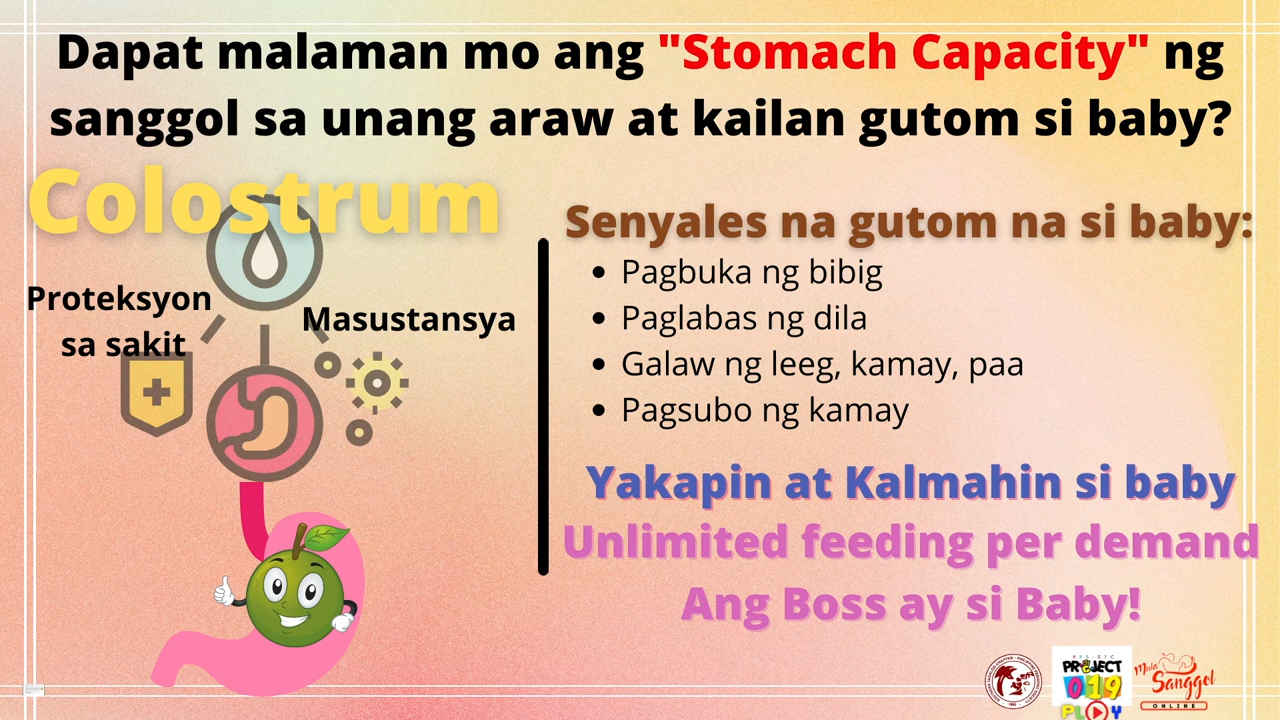 Dapat malaman mo ang "Stomach Capacity" ng
sanggol sa unang araw at kailan gutom si baby?
Colostrum
Proteksyon
sa sakit
Masustansya
Senyales na gutom na si baby:
Pagbuka ng bibig
Paglabas ng dila
Galaw ng leeg, kamay, paa
Pagsubo ng kamay
Yakapin at Kalmahin si baby
Unlimited feeding per demand
Ang Boss ay si Baby!
PROJECT
019
PLAY
Mula
Sanggol
ONLINE